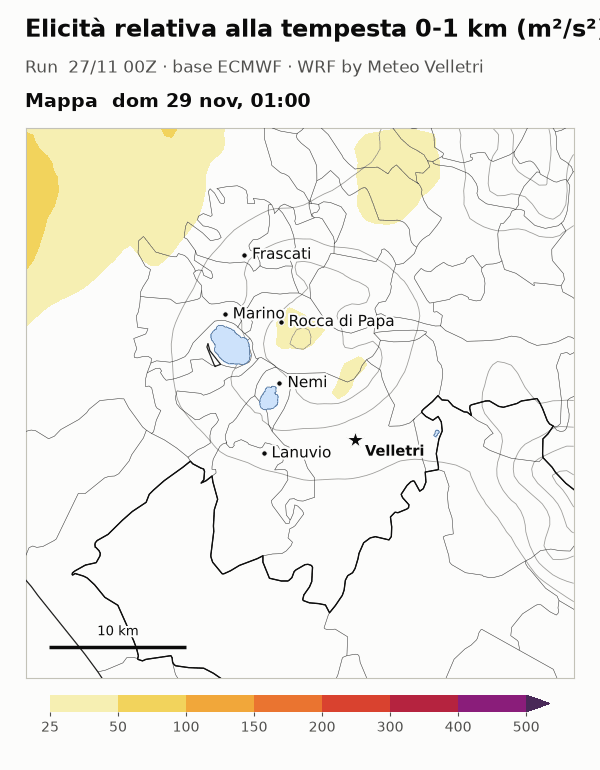 Elicità relativa alla tempesta 0-1 km (m²/s²)
Run  27/11 00Z · base ECMWF · WRF by Meteo Velletri
Mappa  dom 29 nov, 01:00
Frascati
Marino
Rocca di Papa
Nemi
Velletri
Lanuvio
10 km
25 50 100 150 200 300 400 500